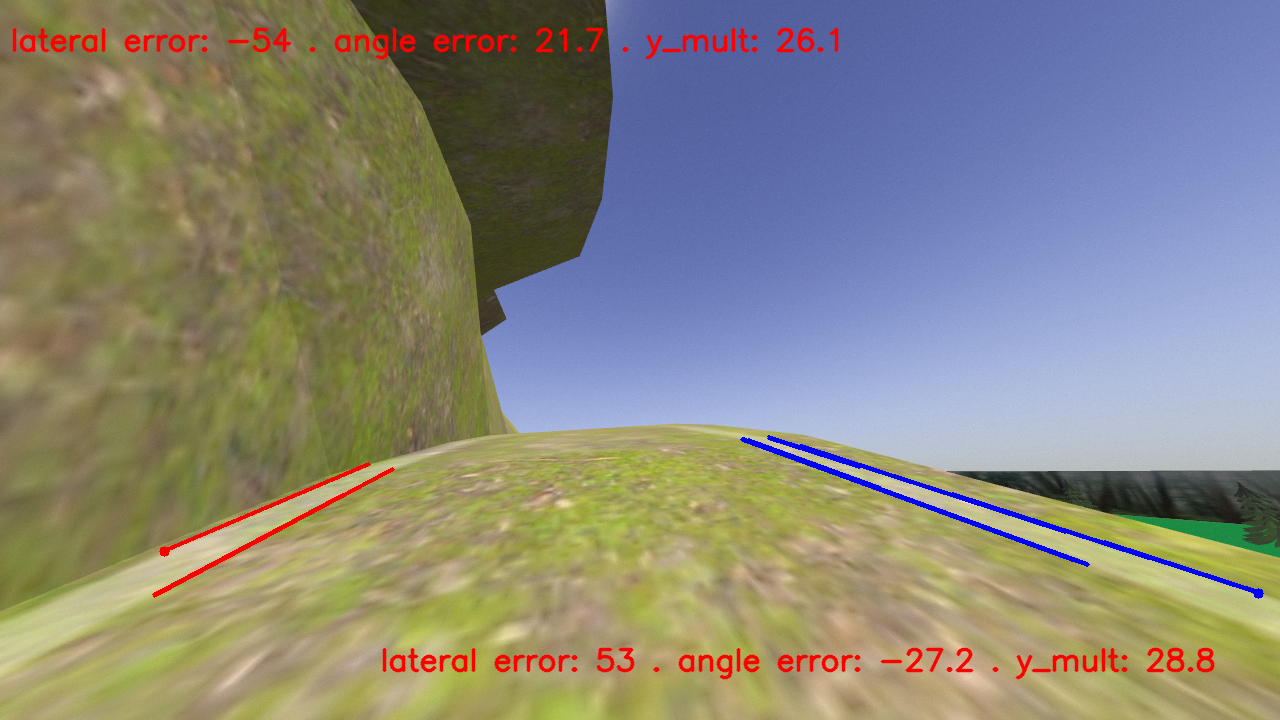 lateral error: -54 . angle error: 21.7 . y_mult: 26.1
lateral error: 53 . angle error: -27.2 . y_mult: 28.8